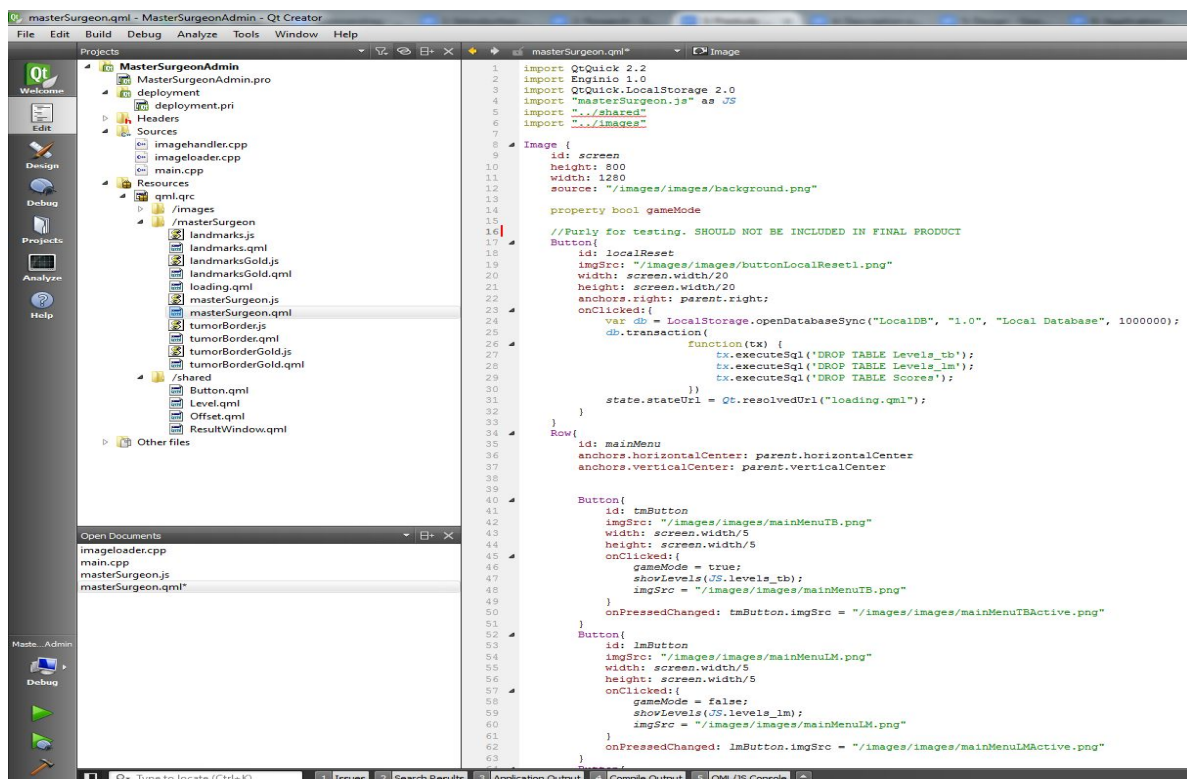 masterSurgeon.qml - MasterSurgeonAdmin - Qt Creator
File Edit Build Debug Analyze Tools Window Help
Projects
masterSurgeon.qml*
Image
Welcome
Edit
Design
Debug
Projects
Analyze
Help
MasterSurgeonAdmin
MasterSurgeonAdmin.pro
deployment
deployment.pri
Headers
Sources
imagehandler.cpp
imageloader.cpp
main.cpp
Resources
qml.qrc
/images
/masterSurgeon
landmarks.js
landmarks.qml
landmarksGold.js
landmarksGold.qml
loading.qml
masterSurgeon.js
masterSurgeon.qml
tumorBorder.js
tumorBorder.qml
tumorBorderGold.js
tumorBorderGold.qml
/shared
Button.qml
Level.qml
Offset.qml
ResultWindow.qml
Other files
Open Documents
imageloader.cpp
main.cpp
masterSurgeon.js
masterSurgeon.qml*
Maste...Admin
Debug
1 import QtQuick 2.2
2 import Enginio 1.0
3 import QtQuick.LocalStorage 2.0
4 import "masterSurgeon.js" as JS
5 import "../shared"
6 import "../images"
7
8 Image {
9 id: screen
10 height: 800
11 width: 1280
12 source: "/images/images/background.png"
13
14 property bool gameMode
15
16 //Purly for testing. SHOULD NOT BE INCLUDED IN FINAL PRODUCT
17 Button{
18 id: localReset
19 imgSrc: "/images/images/buttonLocalReset1.png"
20 width: screen.width/20
21 height: screen.width/20
22 anchors.right: parent.right;
23 onClicked:{
24 var db = LocalStorage.openDatabaseSync("LocalDB", "1.0", "Local Database", 1000000);
25 db.transaction(
26 function(tx) {
27 tx.executeSql('DROP TABLE Levels_tb');
28 tx.executeSql('DROP TABLE Levels_lm');
29 tx.executeSql('DROP TABLE Scores');
30 })
31 state.stateUrl = Qt.resolvedUrl("loading.qml");
32 }
33 }
34 Row{
35 id: mainMenu
36 anchors.horizontalCenter: parent.horizontalCenter
37 anchors.verticalCenter: parent.verticalCenter
38
39
40 Button{
41 id: tmButton
42 imgSrc: "/images/images/mainMenuTB.png"
43 width: screen.width/5
44 height: screen.width/5
45 onClicked:{
46 gameMode = true;
47 showLevels(JS.levels_tb);
48 imgSrc = "/images/images/mainMenuTB.png"
49 }
50 onPressedChanged: tmButton.imgSrc = "/images/images/mainMenuTBActive.png"
51 }
52 Button{
53 id: lmButton
54 imgSrc: "/images/images/mainMenuLM.png"
55 width: screen.width/5
56 height: screen.width/5
57 onClicked:{
58 gameMode = false;
59 showLevels(JS.levels_lm);
60 imgSrc = "/images/images/mainMenuLM.png"
61 }
62 onPressedChanged: lmButton.imgSrc = "/images/images/mainMenuLMActive.png"
63 }
Type to locate (Ctrl+K) 1 Issues 2 Search Results 3 Application Output 4 Compile Output 5 QML/JS Console